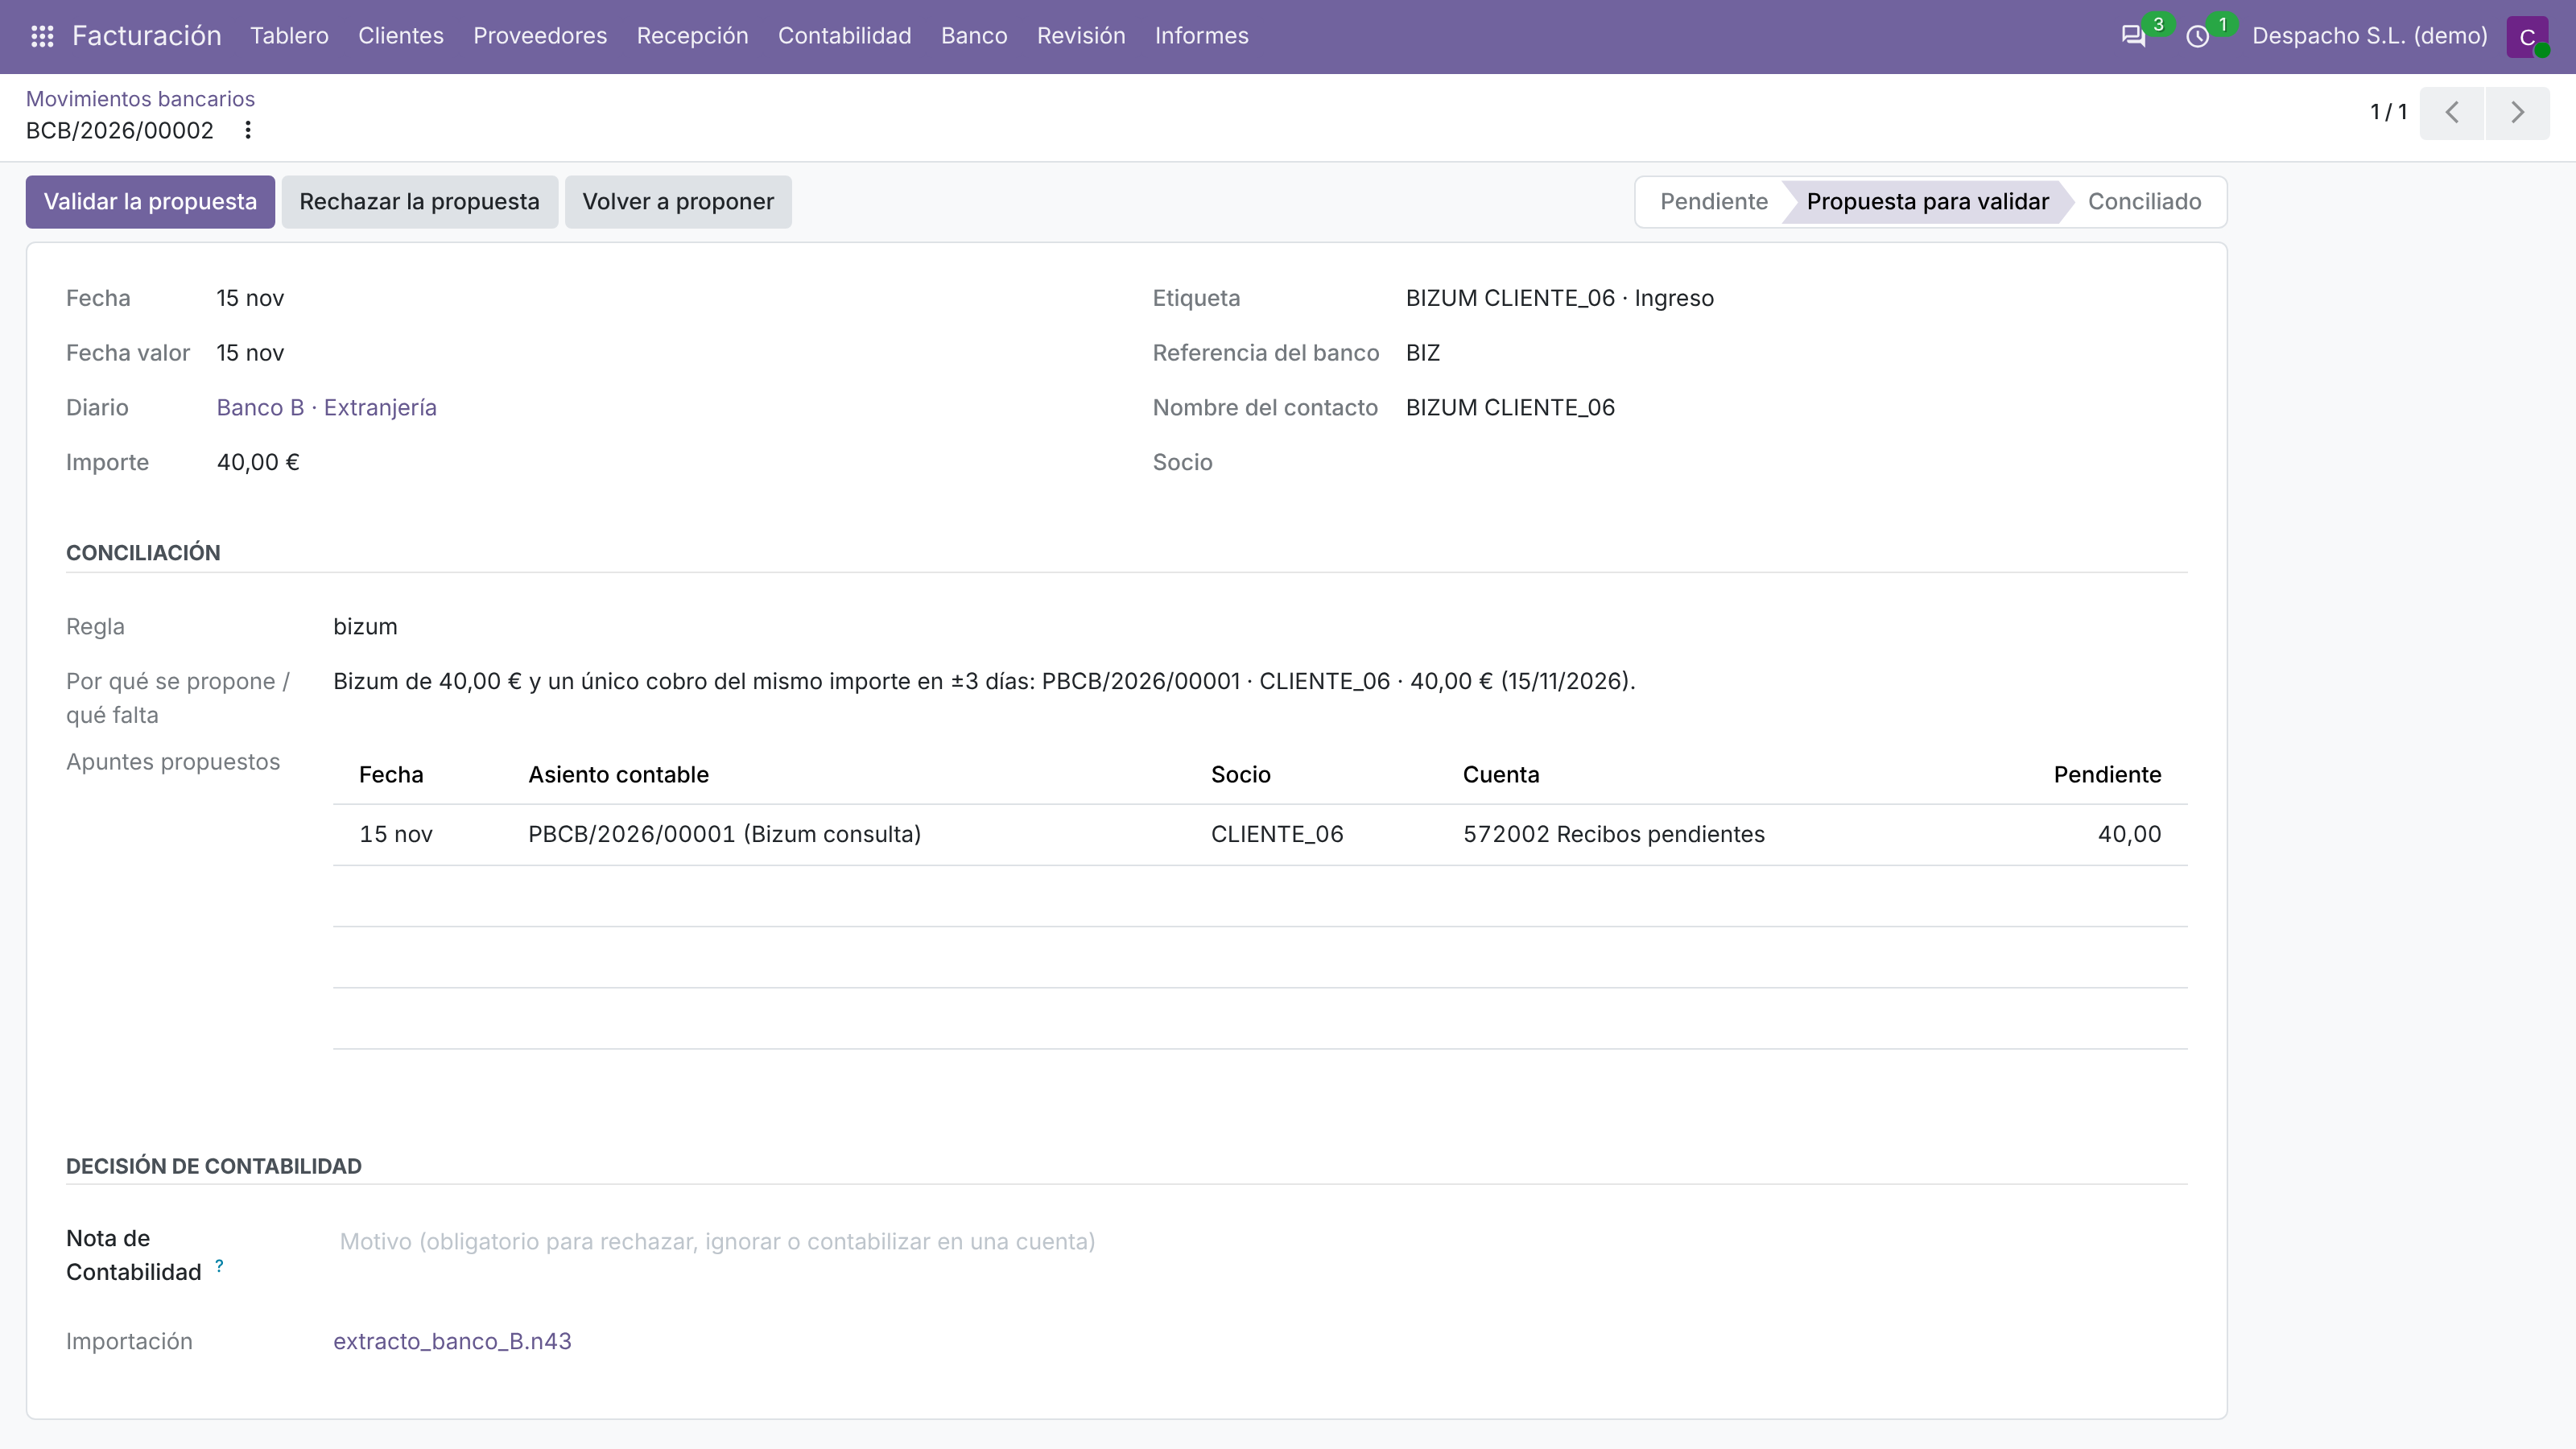 Facturación Tablero Clientes Proveedores Recepción Contabilidad Banco Revisión Informes 3 1 Despacho S.L. (demo) C
Movimientos bancarios
BCB/2026/00002
1 / 1
Validar la propuesta Rechazar la propuesta Volver a proponer Pendiente Propuesta para validar Conciliado
Fecha 15 nov
Fecha valor 15 nov
Diario Banco B · Extranjería
Importe 40,00 €
Etiqueta BIZUM CLIENTE_06 · Ingreso
Referencia del banco BIZ
Nombre del contacto BIZUM CLIENTE_06
Socio
CONCILIACIÓN
Regla bizum
Por qué se propone / Bizum de 40,00 € y un único cobro del mismo importe en ±3 días: PBCB/2026/00001 · CLIENTE_06 · 40,00 € (15/11/2026).
qué falta
Apuntes propuestos
Fecha Asiento contable Socio Cuenta Pendiente
15 nov PBCB/2026/00001 (Bizum consulta) CLIENTE_06 572002 Recibos pendientes 40,00
DECISIÓN DE CONTABILIDAD
Nota de Motivo (obligatorio para rechazar, ignorar o contabilizar en una cuenta)
Contabilidad ?
Importación extracto_banco_B.n43